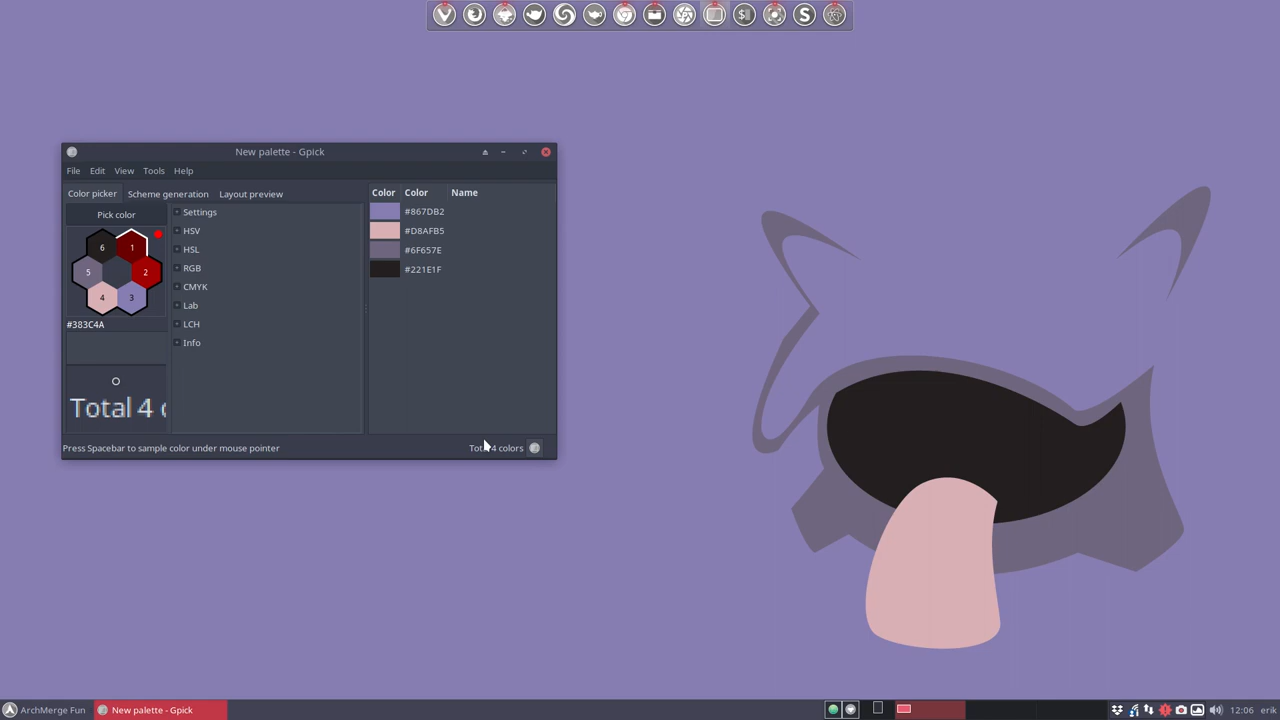 $
S
New palette - Gpick
File Edit View Tools Help
Color picker Scheme generation Layout preview
Color Color Name
Pick color
6 1
5 2
4 3
#383C4A
Total 4 c
Settings
HSV
HSL
RGB
CMYK
Lab
LCH
Info
#867DB2
#D8AFB5
#6F657E
#221E1F
Press Spacebar to sample color under mouse pointer
4 colors
ArchMerge Fun
New palette - Gpick
12:06 erik